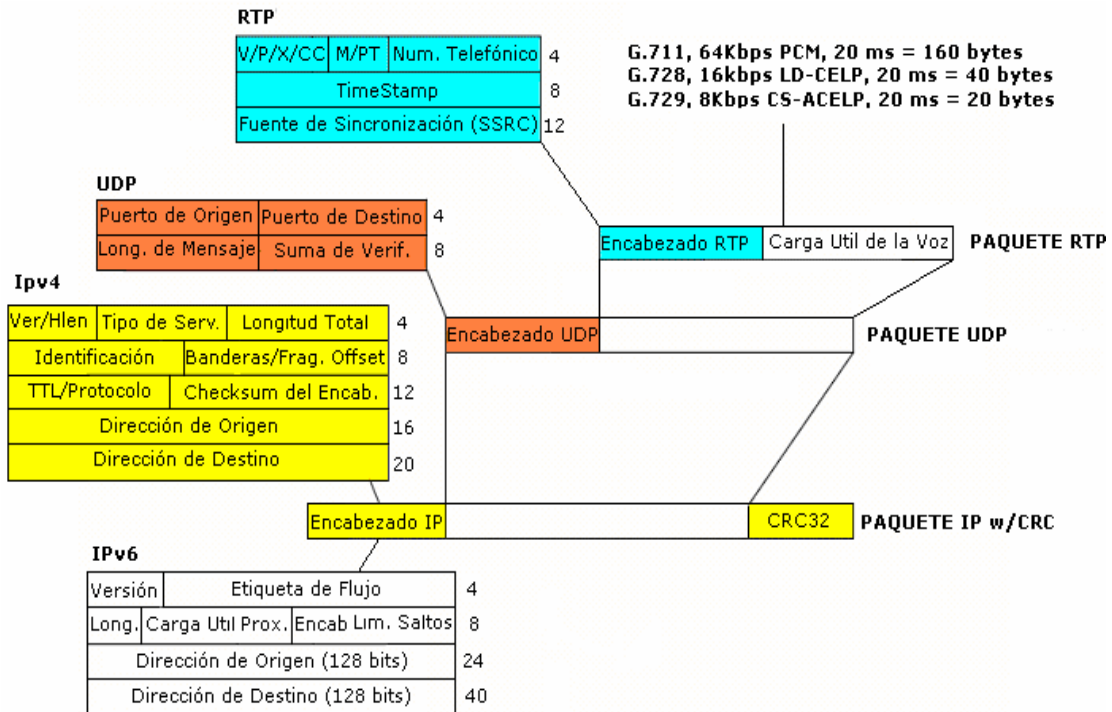 RTP
V/P/X/CC M/PT Num. Telefónico 4
TimeStamp 8
Fuente de Sincronización (SSRC) 12
G.711, 64Kbps PCM, 20 ms = 160 bytes
G.728, 16kbps LD-CELP, 20 ms = 40 bytes
G.729, 8Kbps CS-ACELP, 20 ms = 20 bytes
UDP
Puerto de Origen Puerto de Destino 4
Long. de Mensaje Suma de Verif. 8
Encabezado RTP Carga Util de la Voz PAQUETE RTP
Ipv4
Ver/Hlen Tipo de Serv. Longitud Total 4
Identificación Banderas/Frag. Offset 8
TTL/Protocolo Checksum del Encab. 12
Dirección de Origen 16
Dirección de Destino 20
Encabezado UDP PAQUETE UDP
Encabezado IP CRC32 PAQUETE IP w/CRC
IPv6
Versión Etiqueta de Flujo 4
Long. Carga Util Prox. Encab Lım. Saltos 8
Dirección de Origen (128 bits) 24
Dirección de Destino (128 bits) 40